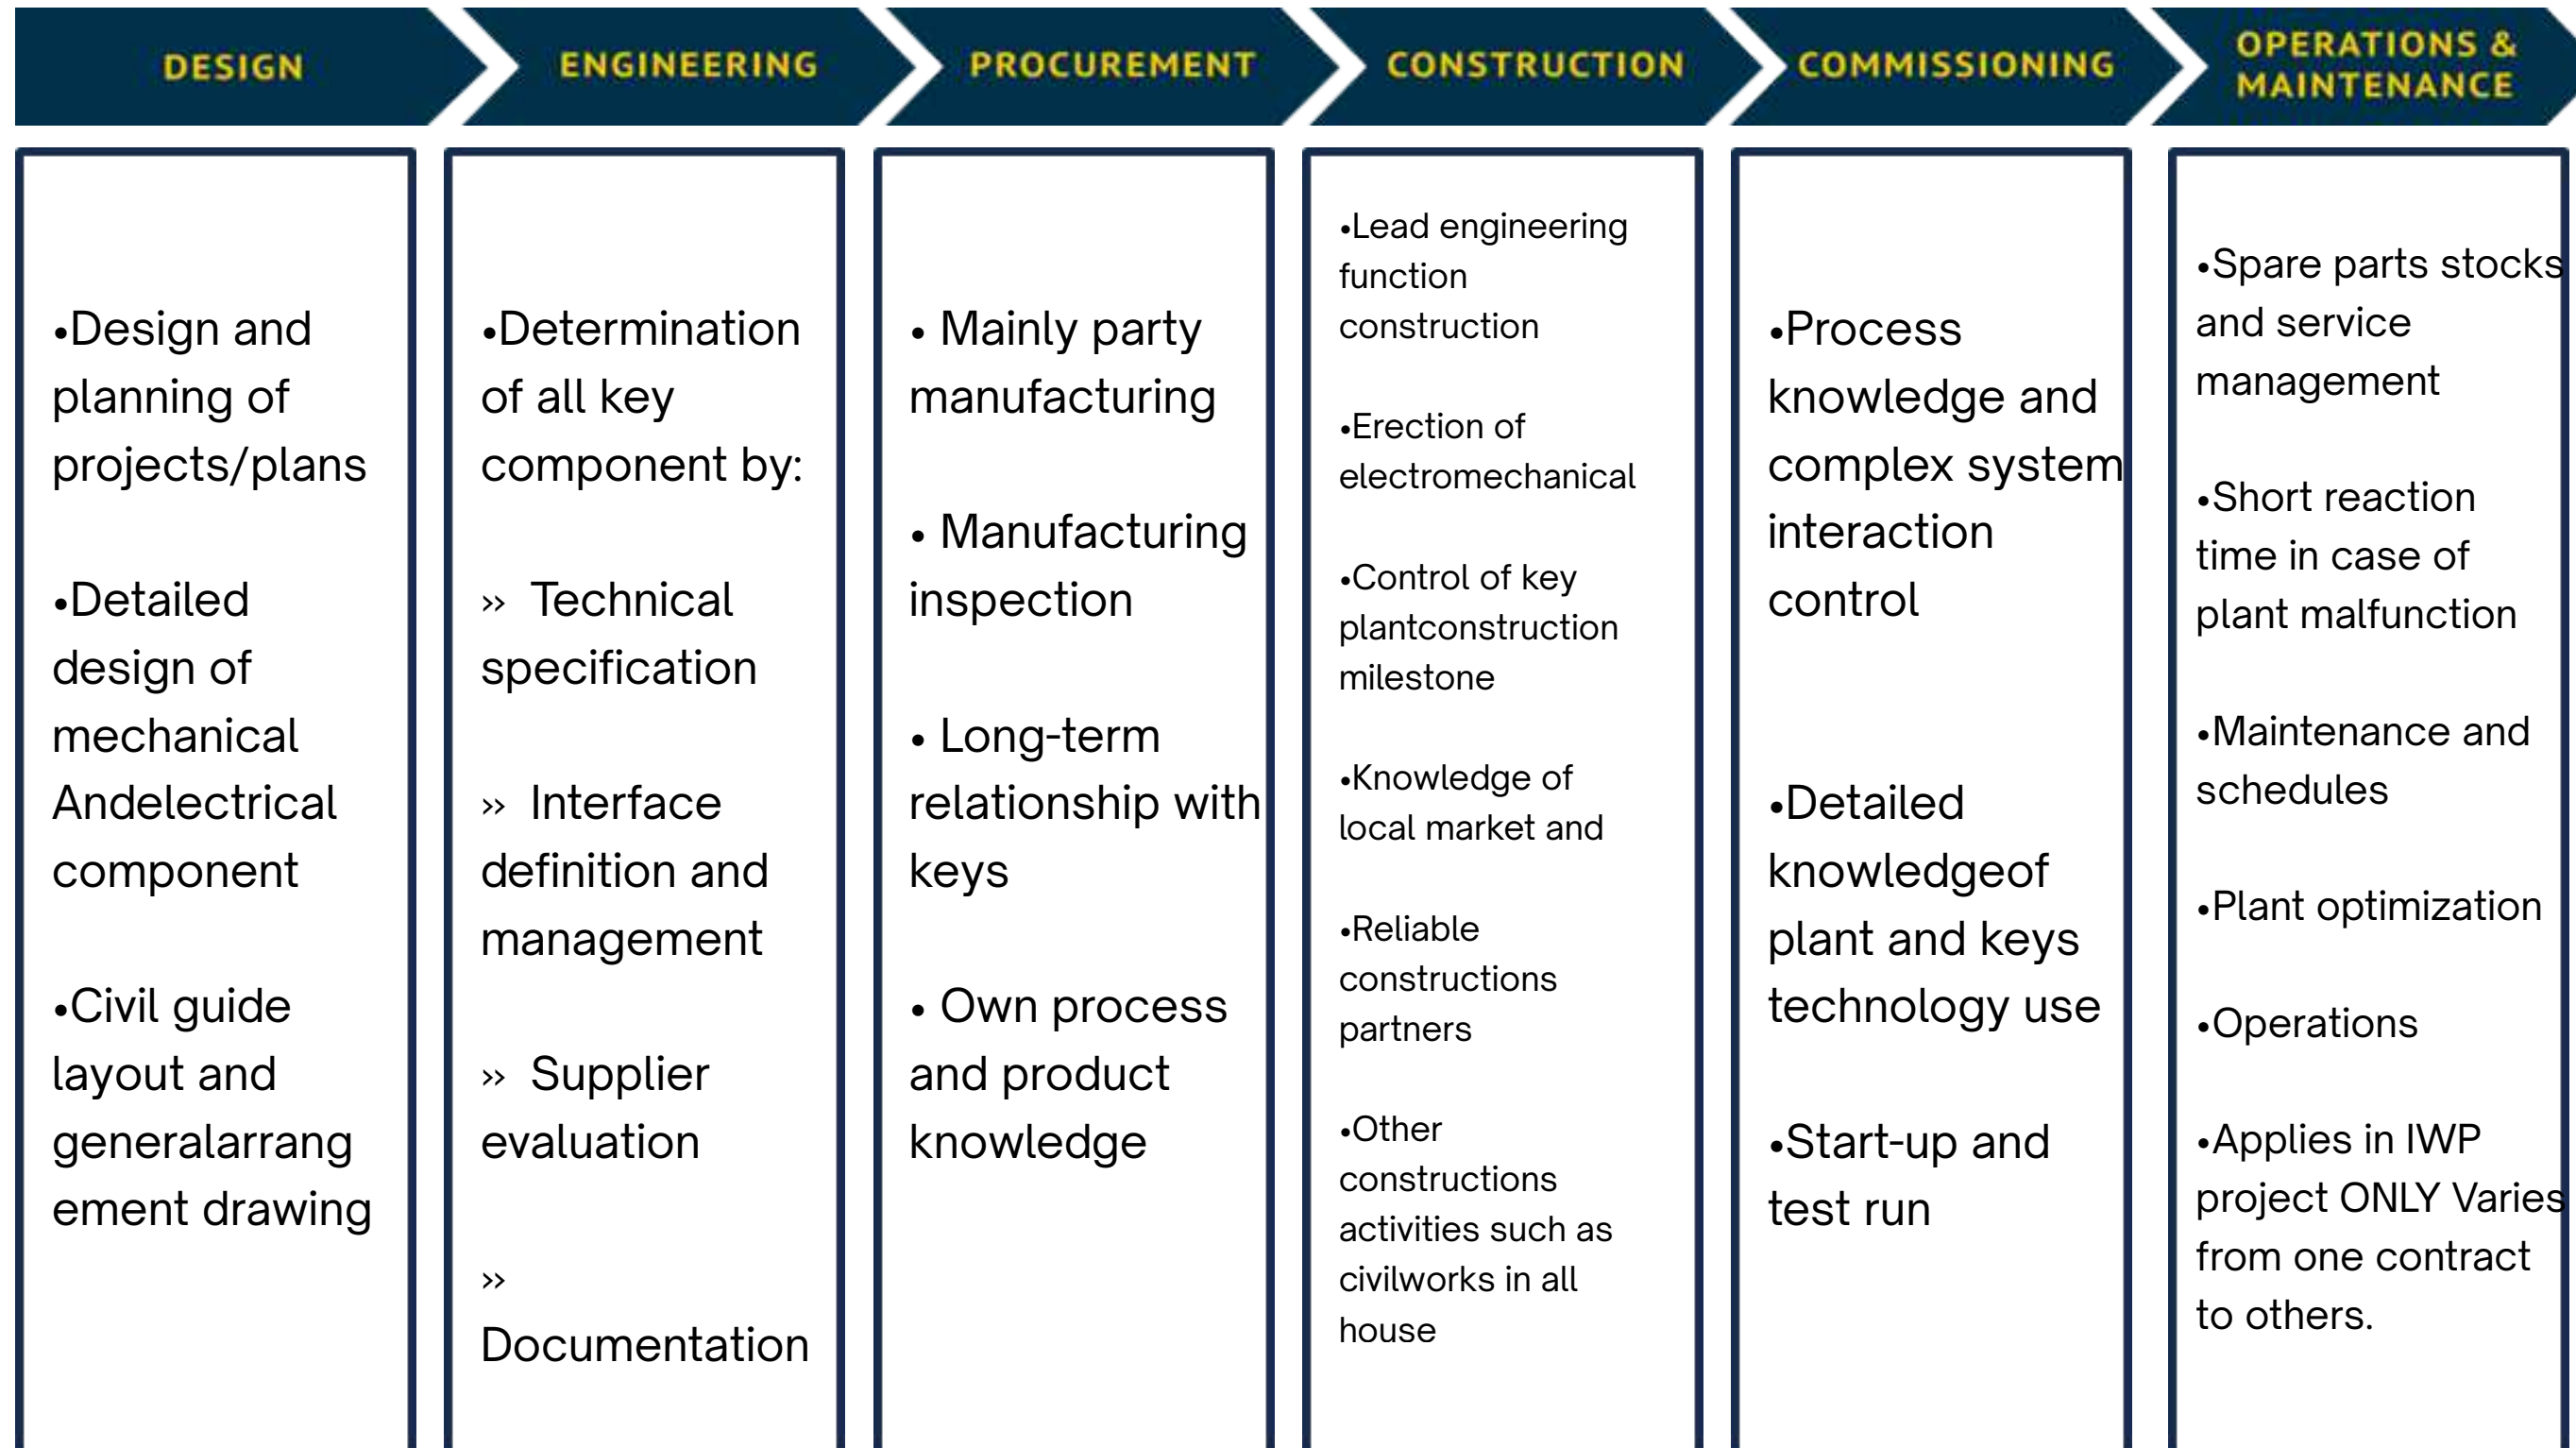 DESIGN
ENGINEERING
PROCUREMENT
CONSTRUCTION
COMMISSIONING
OPERATIONS &
MAINTENANCE
•Design and
planning of
projects/plans
•Detailed
design of
mechanical
Andelectrical
component
•Civil guide
layout and
generalarrang
ement drawing
•Determination
of all key
component by:
» Technical
specification
» Interface
definition and
management
» Supplier
evaluation
»
Documentation
• Mainly party
manufacturing
• Manufacturing
inspection
• Long-term
relationship with
keys
• Own process
and product
knowledge
•Lead engineering
function
construction
•Erection of
electromechanical
•Control of key
plantconstruction
milestone
•Knowledge of
local market and
•Reliable
constructions
partners
•Other
constructions
activities such as
civilworks in all
house
•Process
knowledge and
complex system
interaction
control
•Detailed
knowledgeof
plant and keys
technology use
•Start-up and
test run
•Spare parts stocks
and service
management
•Short reaction
time in case of
plant malfunction
•Maintenance and
schedules
•Plant optimization
•Operations
•Applies in IWP
project ONLY Varies
from one contract
to others.